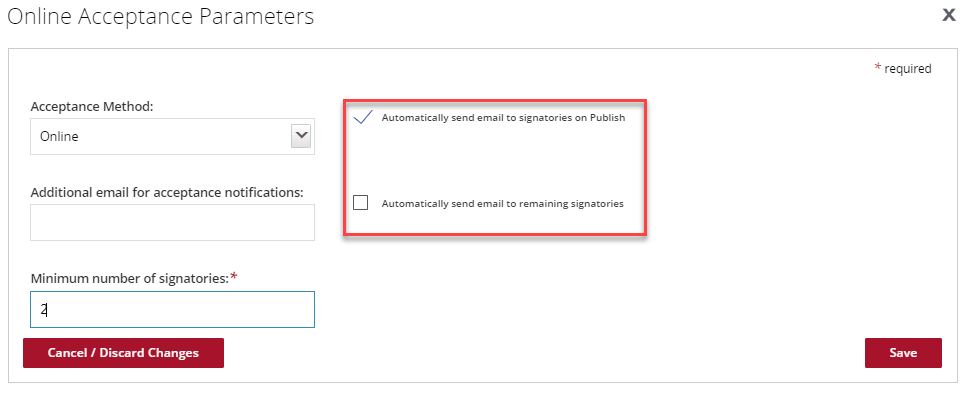 Online Acceptance Parameters
X
* required
Acceptance Method:
Online
Automatically send email to signatories on Publish
Additional email for acceptance notifications:
Automatically send email to remaining signatories
Minimum number of signatories:*
2
Cancel / Discard Changes
Save